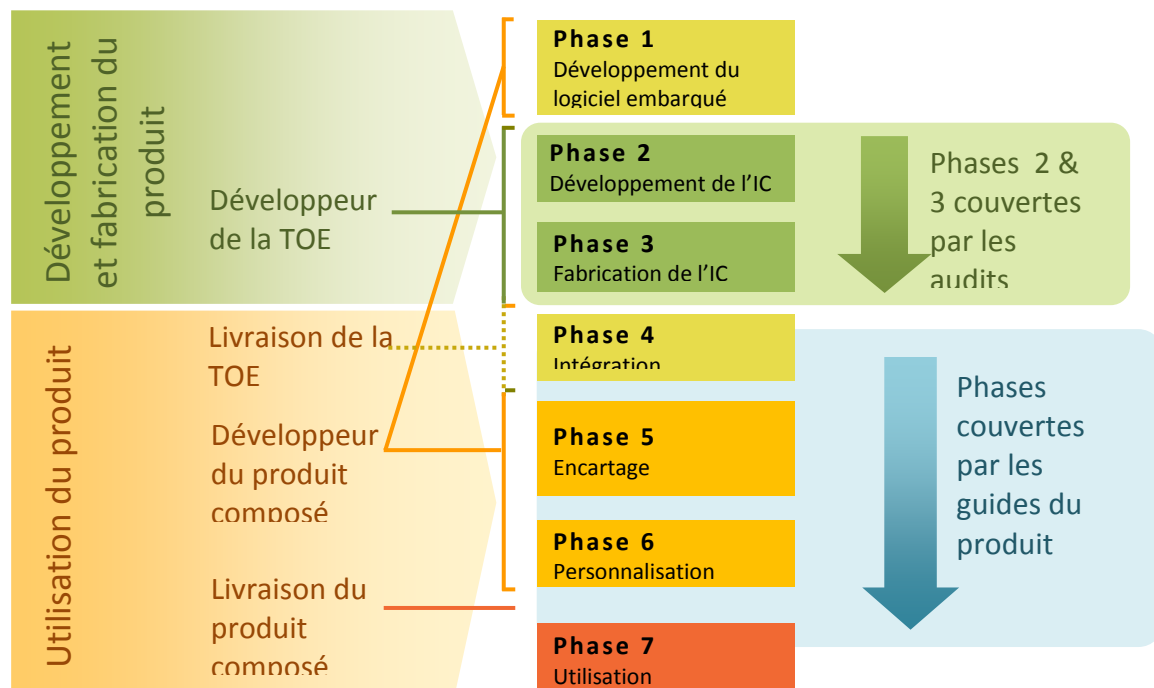 Développement
et fabrication du
produit
Développeur
de la TOE
Utilisation du produit
Livraison de la
TOE
Développeur
du produit
composé
Livraison du
produit
composé
Phase 1
Développement du
logiciel embarqué
Phase 2
Développement de l’IC
Phase 3
Fabrication de l’IC
Phase 4
Intégration
Phase 5
Encartage
Phase 6
Personnalisation
Phase 7
Utilisation
Phases 2 &
3 couvertes
par les
audits
Phases
couvertes
par les
guides du
produit